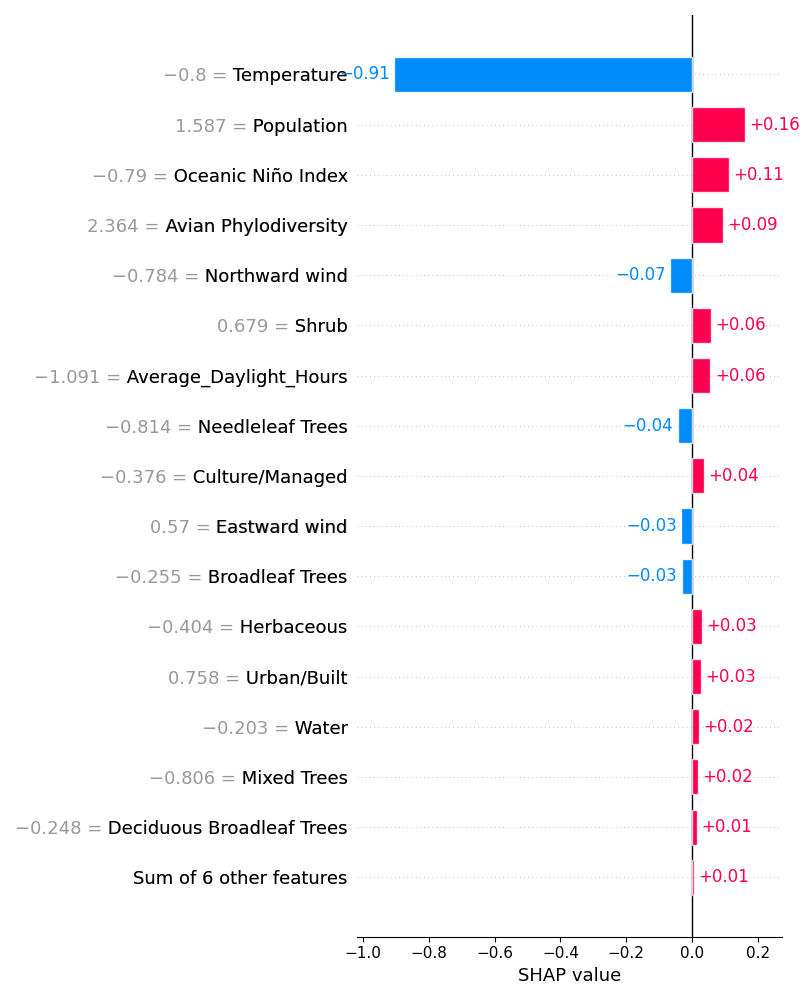 −0.8 = Temperature −0.91
1.587 = Population +0.16
−0.79 = Oceanic Niño Index +0.11
2.364 = Avian Phylodiversity +0.09
−0.784 = Northward wind −0.07
0.679 = Shrub +0.06
−1.091 = Average_Daylight_Hours +0.06
−0.814 = Needleleaf Trees −0.04
−0.376 = Culture/Managed +0.04
0.57 = Eastward wind −0.03
−0.255 = Broadleaf Trees −0.03
−0.404 = Herbaceous +0.03
0.758 = Urban/Built +0.03
−0.203 = Water +0.02
−0.806 = Mixed Trees +0.02
−0.248 = Deciduous Broadleaf Trees +0.01
Sum of 6 other features +0.01
−1.0 −0.8 −0.6 −0.4 −0.2 0.0 0.2
SHAP value